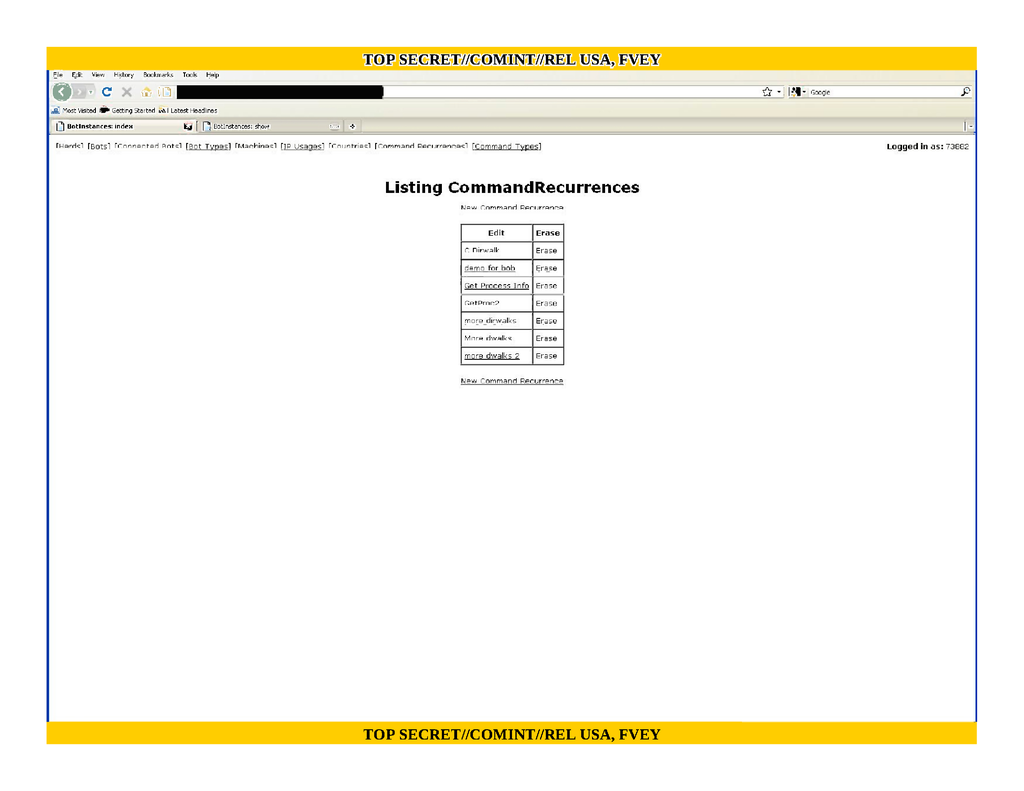 TOP SECRET//COMINT//REL USA, FVEY
File Edit View History Bookmarks Tools Help
Google
Most Visited Getting Started Latest Headlines
BotInstances: index BotInstances: show
[Herds] [Bots] [Connected Bots] [Bot Types] [Machines] [IP Usages] [Countries] [Command Recurrences] [Command Types] Logged in as: 73882
Listing CommandRecurrences
New Command Recurrence
Edit Erase
C Dirwalk Erase
demo for bob Erase
Get Process Info Erase
GetProc2 Erase
more dirwalks Erase
More dwalks Erase
more dwalks 2 Erase
New Command Recurrence
TOP SECRET//COMINT//REL USA, FVEY